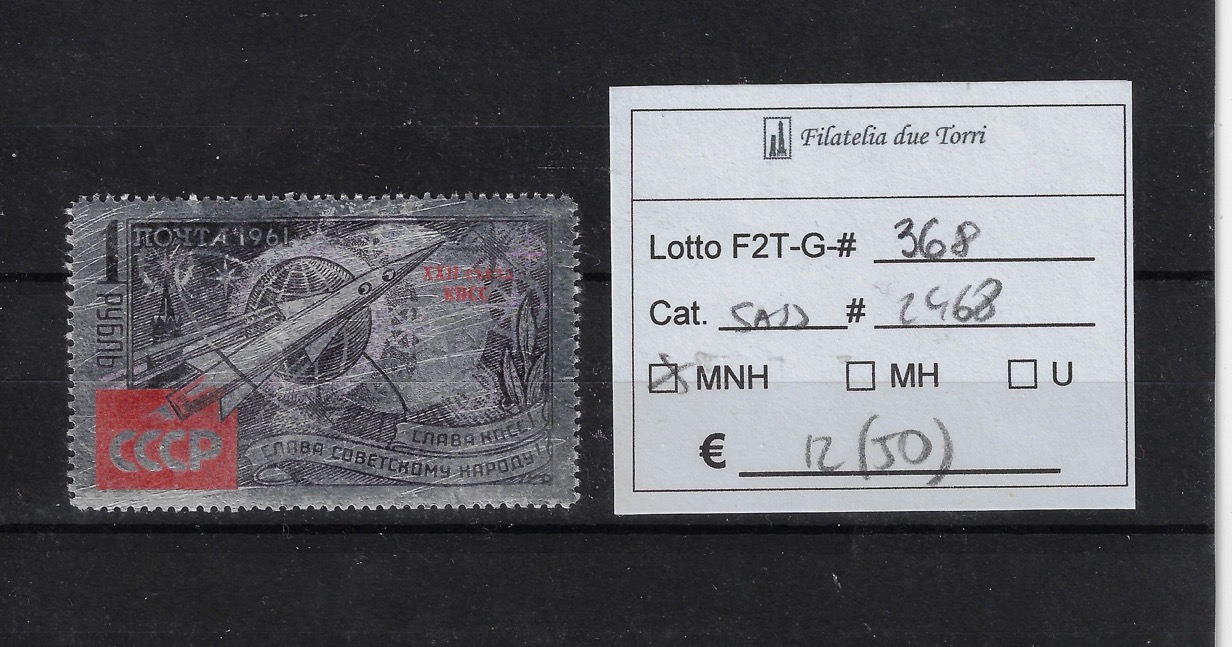 ПОЧТА 1961
1 РУБЛЬ
XXII съезд
КПСС
СССР
СЛАВА КПСС!
СЛАВА СОВЕТСКОМУ НАРОДУ!
Filatelia due Torri
Lotto F2T-G-# 368
Cat. SASS # 2468
MNH MH U
€ 12 (50)